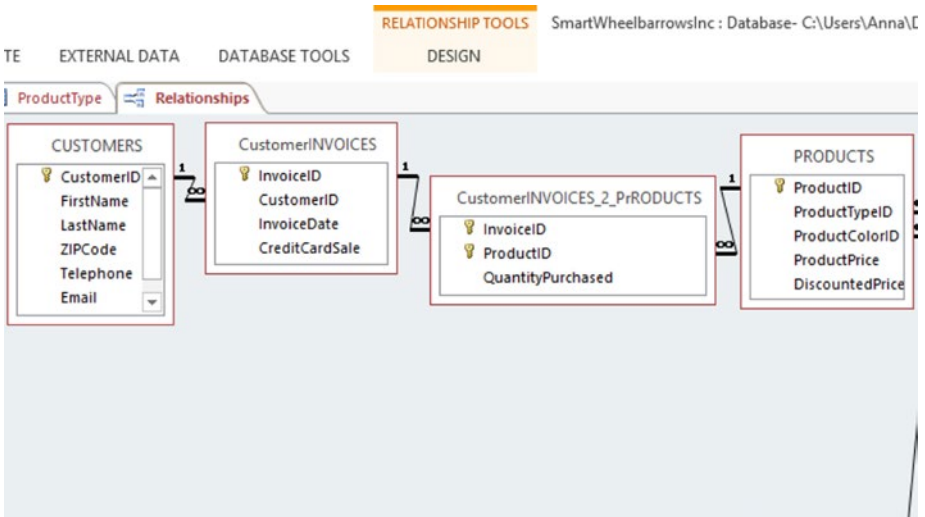 RELATIONSHIP TOOLS
SmartWheelbarrowsInc : Database- C:\Users\Anna\D
TE EXTERNAL DATA DATABASE TOOLS DESIGN
ProductType Relationships
CUSTOMERS
CustomerID
FirstName
LastName
ZIPCode
Telephone
Email
1
∞
CustomerINVOICES
InvoiceID
CustomerID
InvoiceDate
CreditCardSale
1
∞
CustomerINVOICES_2_PrRODUCTS
InvoiceID
ProductID
QuantityPurchased
1
∞
PRODUCTS
ProductID
ProductTypeID
ProductColorID
ProductPrice
DiscountedPrice